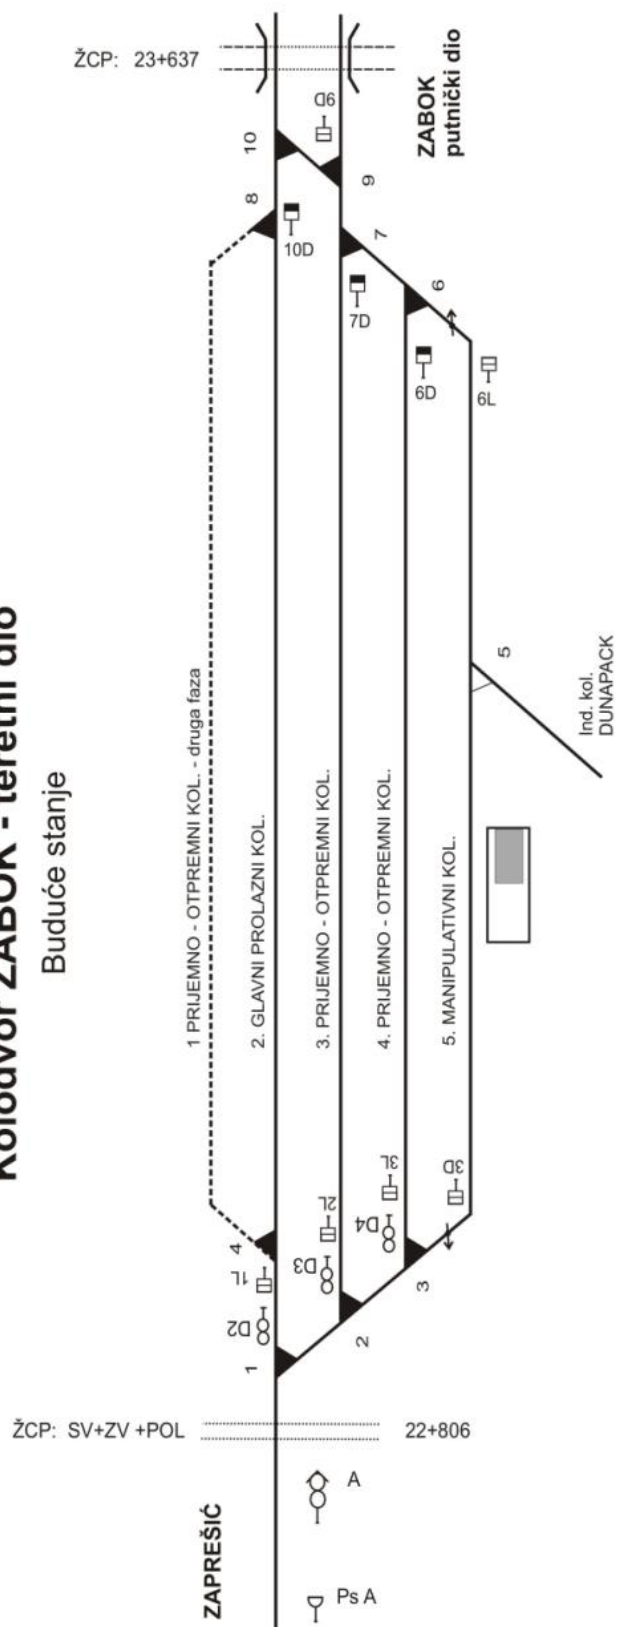 Kolodvor ZABOK - teretni dio
Buduće stanje
ŽCP: 23+637
ZABOK
putnički dio
9D
10
9
8
10D
7
7D
6
6D
6L
5
Ind. kol.
DUNAPACK
1 PRIJEMNO - OTPREMNI KOL. - druga faza
2. GLAVNI PROLAZNI KOL.
3. PRIJEMNO - OTPREMNI KOL.
4. PRIJEMNO - OTPREMNI KOL.
5. MANIPULATIVNI KOL.
4
1L
D2
2L
D3
3L
D4
3D
3
2
1
ŽCP: SV+ZV +POL
22+806
A
ZAPREŠIĆ
Ps A